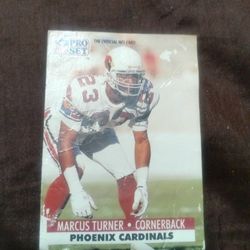 PRO SET
THE OFFICIAL NFL CARD
23
MARCUS TURNER • CORNERBACK
PHOENIX CARDINALS